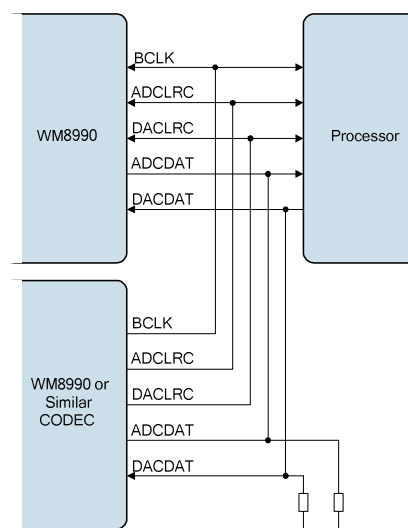 BCLK
ADCLRC
DACLRC
WM8990
Processor
ADCDAT
DACDAT
BCLK
ADCLRC
WM8990 or
Similar
CODEC
DACLRC
ADCDAT
DACDAT